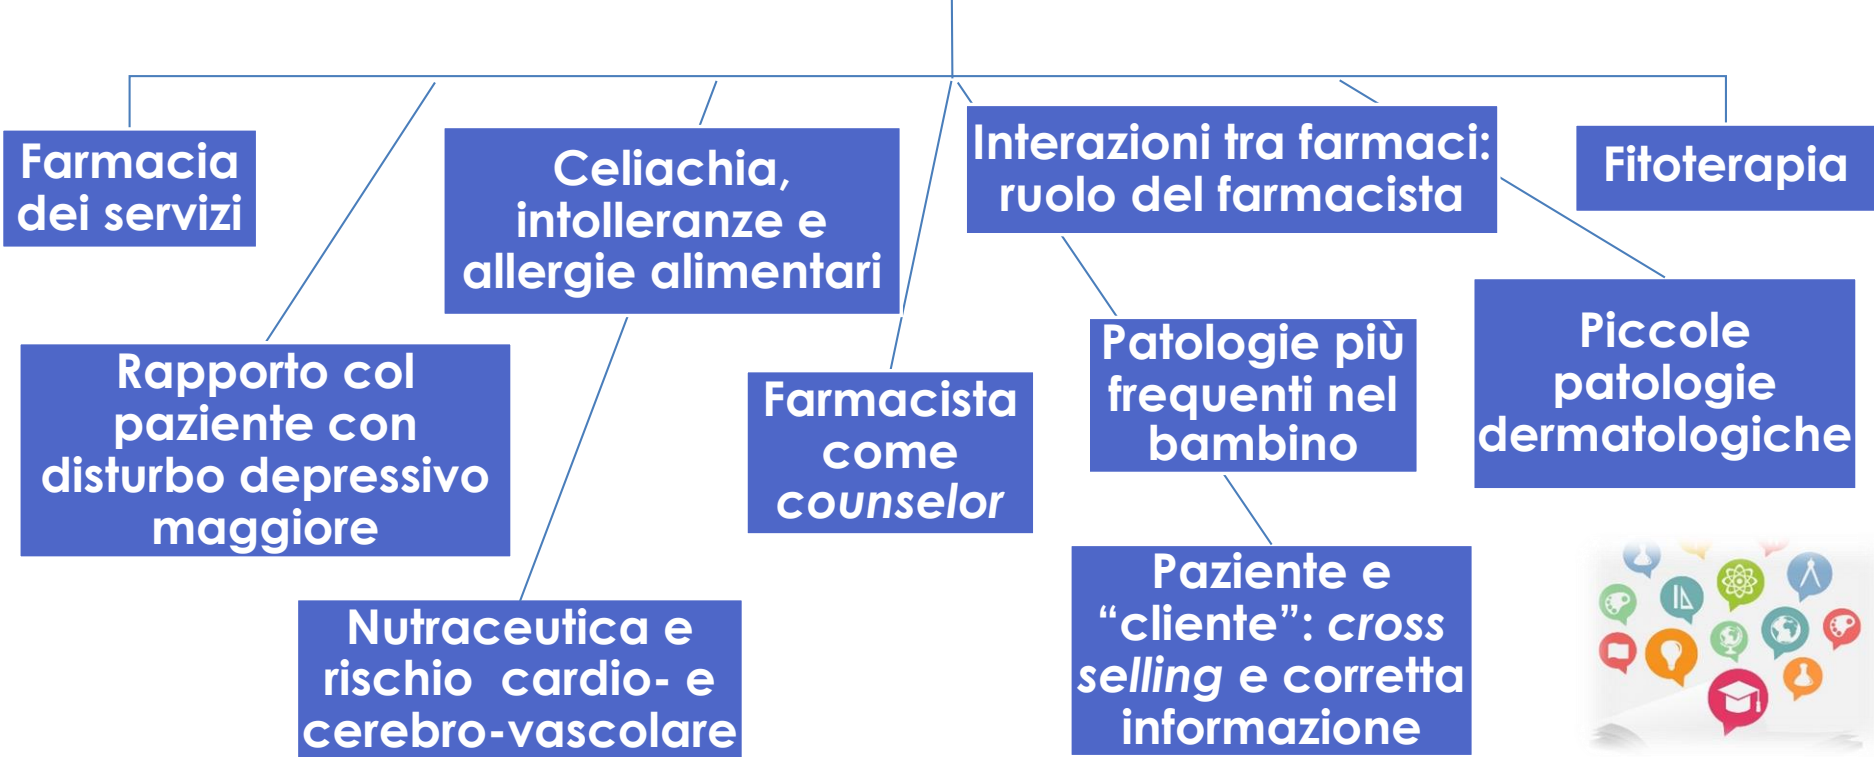 Farmacia
dei servizi
Celiachia,
intolleranze e
allergie alimentari
Interazioni tra farmaci:
ruolo del farmacista
Fitoterapia
Rapporto col
paziente con
disturbo depressivo
maggiore
Farmacista
come
counselor
Patologie più
frequenti nel
bambino
Piccole
patologie
dermatologiche
Nutraceutica e
rischio  cardio- e
cerebro-vascolare
Paziente e
“cliente”: cross
selling e corretta
informazione